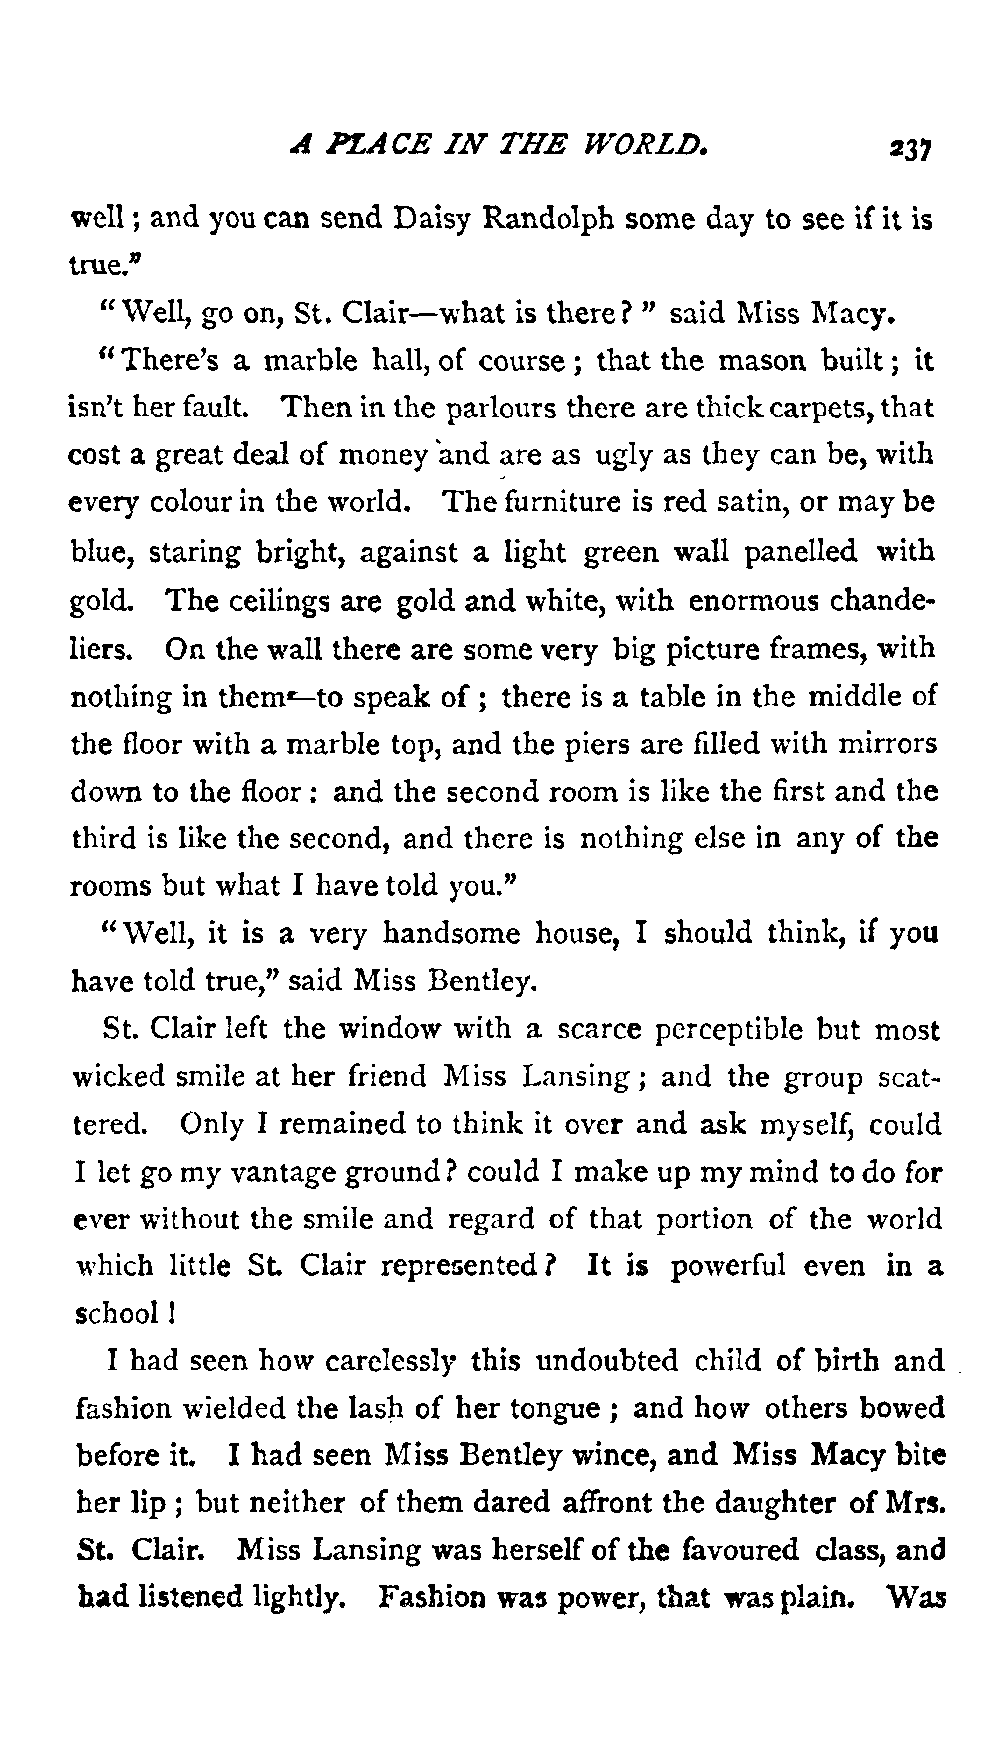 A PLACE IN THE WORLD. 237
well ; and you can send Daisy Randolph some day to see if it is
true."
" Well, go on, St. Clair—what is there ? " said Miss Macy.
" There's a marble hall, of course ; that the mason built ; it
isn't her fault. Then in the parlours there are thick carpets, that
cost a great deal of money and are as ugly as they can be, with
every colour in the world. The furniture is red satin, or may be
blue, staring bright, against a light green wall panelled with
gold. The ceilings are gold and white, with enormous chande-
liers. On the wall there are some very big picture frames, with
nothing in them—to speak of ; there is a table in the middle of
the floor with a marble top, and the piers are filled with mirrors
down to the floor : and the second room is like the first and the
third is like the second, and there is nothing else in any of the
rooms but what I have told you."
" Well, it is a very handsome house, I should think, if you
have told true," said Miss Bentley.
St. Clair left the window with a scarce perceptible but most
wicked smile at her friend Miss Lansing ; and the group scat-
tered. Only I remained to think it over and ask myself, could
I let go my vantage ground ? could I make up my mind to do for
ever without the smile and regard of that portion of the world
which little St. Clair represented ? It is powerful even in a
school !
I had seen how carelessly this undoubted child of birth and
fashion wielded the lash of her tongue ; and how others bowed
before it. I had seen Miss Bentley wince, and Miss Macy bite
her lip ; but neither of them dared affront the daughter of Mrs.
St. Clair. Miss Lansing was herself of the favoured class, and
had listened lightly. Fashion was power, that was plain. Was